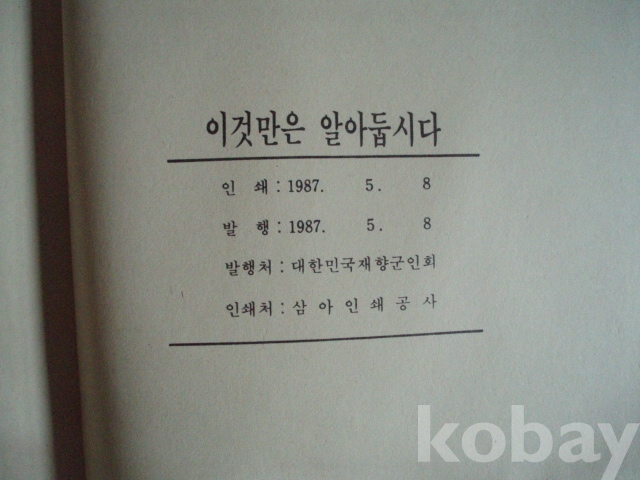 이것만은 알아둡시다
인 쇄 : 1987. 5. 8
발 행 : 1987. 5. 8
발행처 : 대한민국재향군인회
인쇄처 : 삼아인쇄공사
kobay